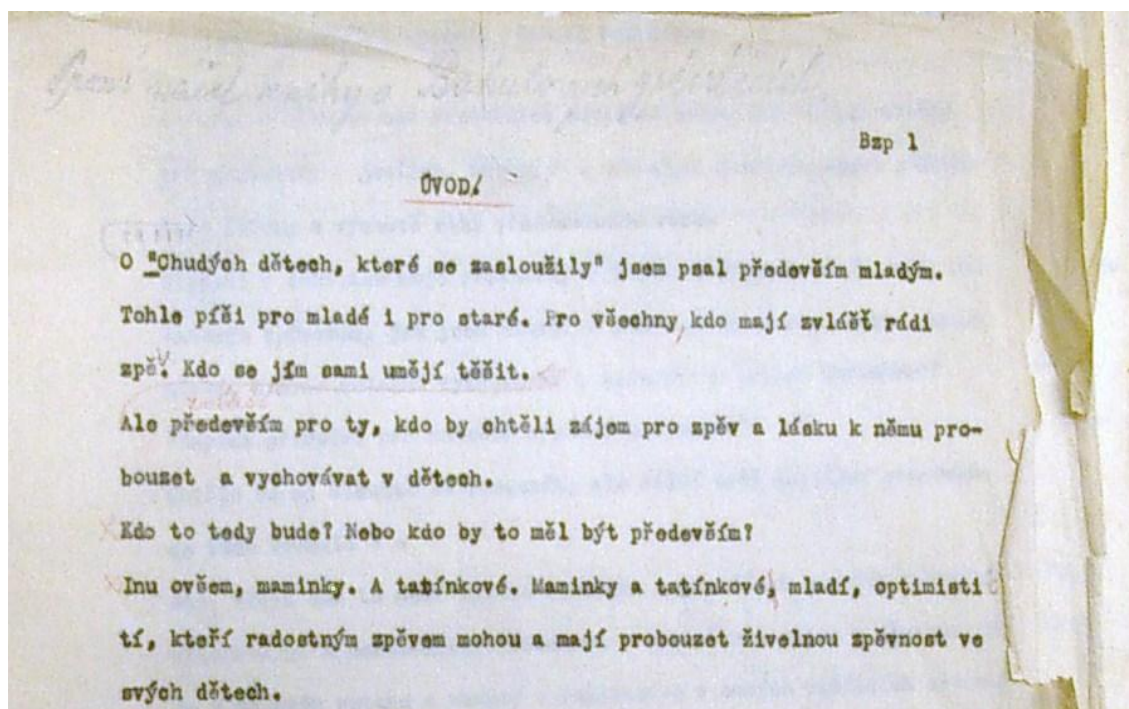 Bzp 1
ÚVOD.
O "Chudých dětech, které se zasloužily" jsem psal především mladým.
Tohle píši pro mladé i pro staré. Pro všechny, kdo mají zvlášť rádi
zpěv. Kdo se jím sami umějí těšit.
Ale především pro ty, kdo by chtěli zájem pro zpěv a lásku k němu pro-
bouzet a vychovávat v dětech.
Kdo to tedy bude? Nebo kdo by to měl být především?
Inu ovšem, maminky. A tatínkové. Maminky a tatínkové, mladí, optimisti
tí, kteří radostným zpěvem mohou a mají probouzet živelnou zpěvnost ve
svých dětech.